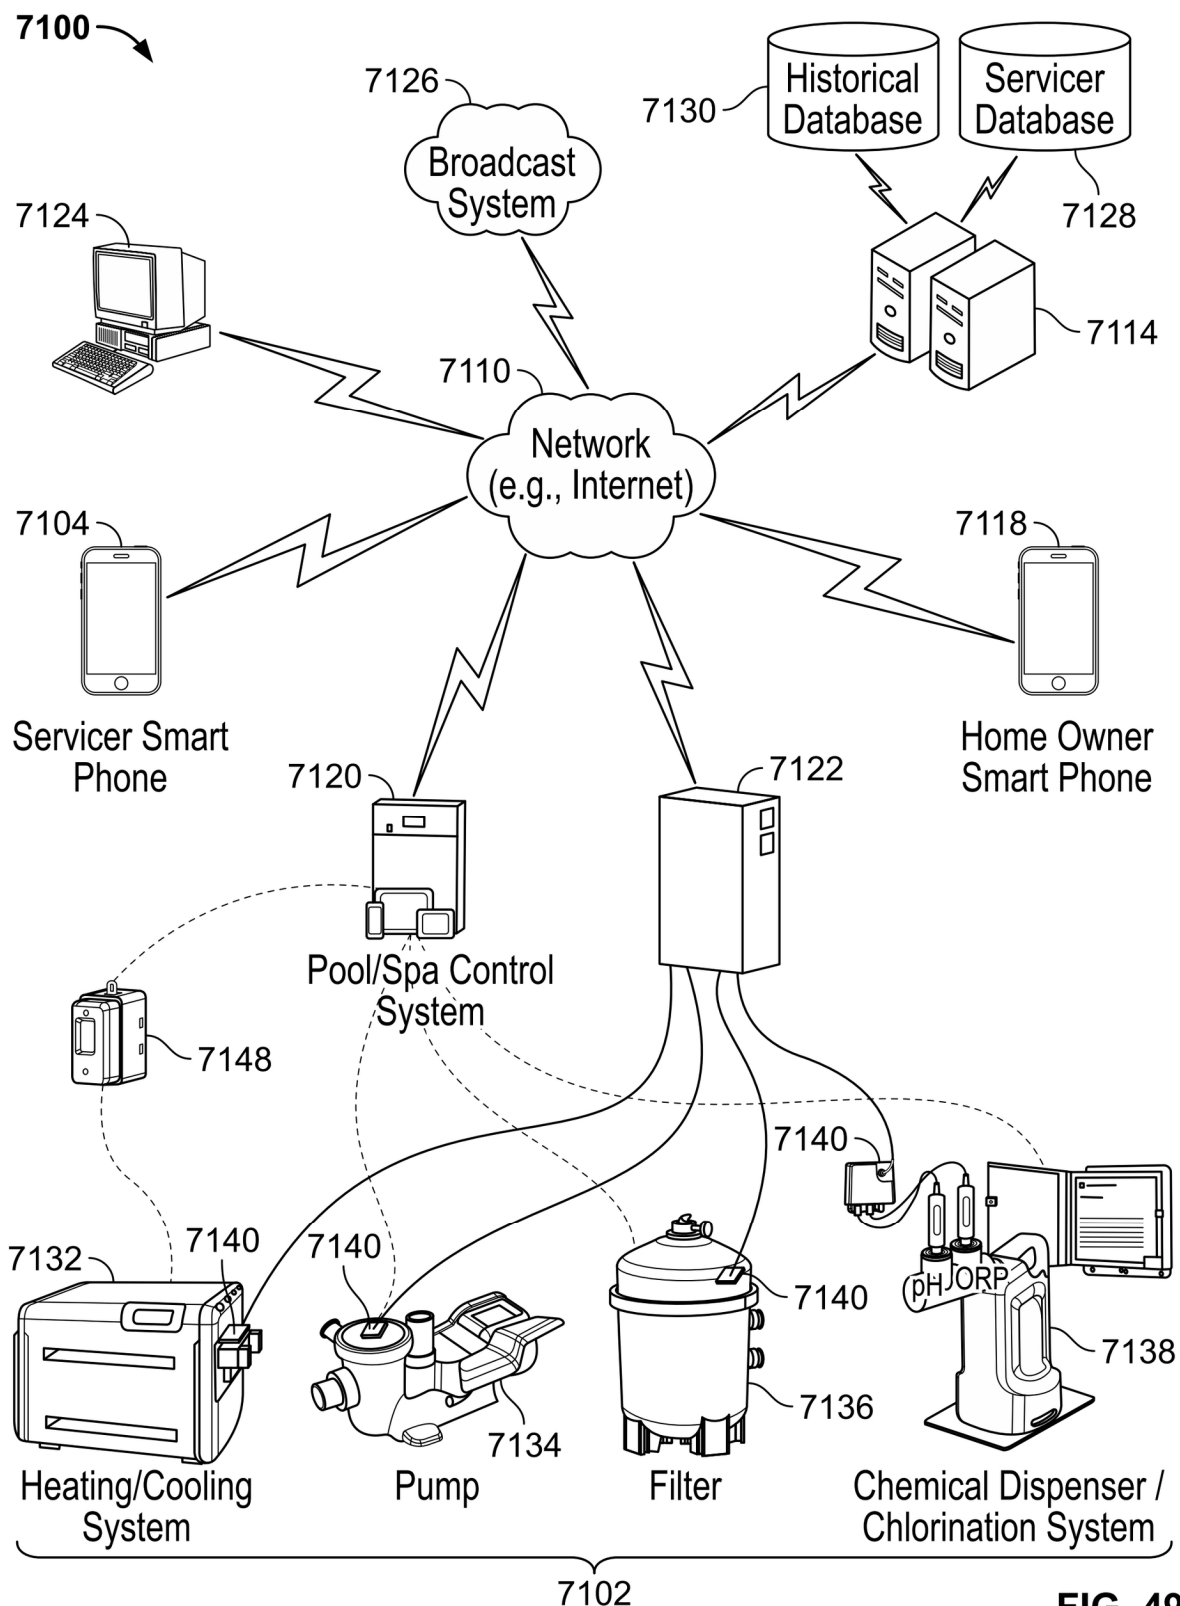 7100
7126
Broadcast
System
7130
Historical
Database
Servicer
Database
7128
7124
7114
7110
Network
(e.g., Internet)
7104
Servicer Smart
Phone
7118
Home Owner
Smart Phone
7120
Pool/Spa Control
System
7122
7148
7140
7132
7140
7140
7140
pH
ORP
7138
7136
7134
Heating/Cooling
System
Pump
Filter
Chemical Dispenser /
Chlorination System
7102
FIG. 49